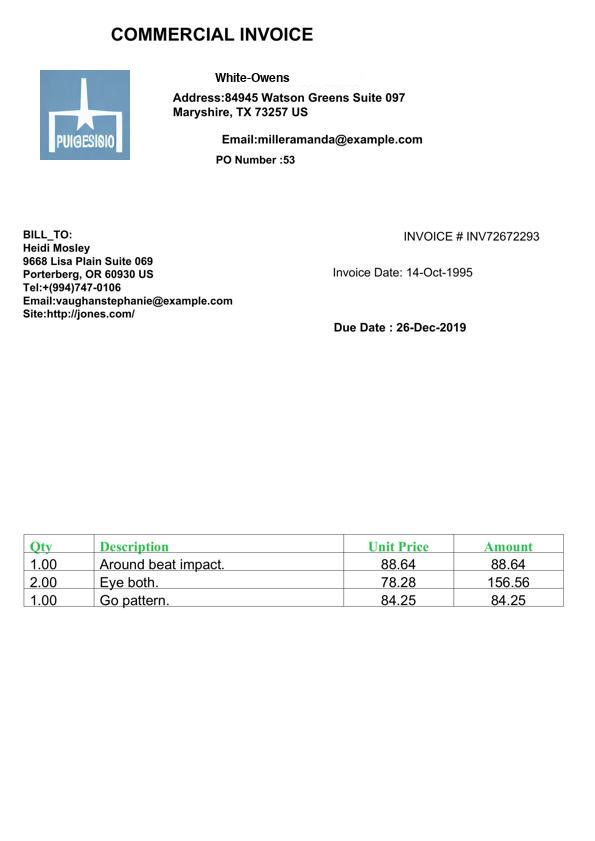 COMMERCIAL INVOICE
PUIGESISIO
White-Owens
Address:84945 Watson Greens Suite 097
Maryshire, TX 73257 US
Email:milleramanda@example.com
PO Number :53
BILL_TO:
Heidi Mosley
9668 Lisa Plain Suite 069
Porterberg, OR 60930 US
Tel:+(994)747-0106
Email:vaughanstephanie@example.com
Site:http://jones.com/
INVOICE # INV72672293
Invoice Date: 14-Oct-1995
Due Date : 26-Dec-2019
Qty Description Unit Price Amount
1.00 Around beat impact. 88.64 88.64
2.00 Eye both. 78.28 156.56
1.00 Go pattern. 84.25 84.25